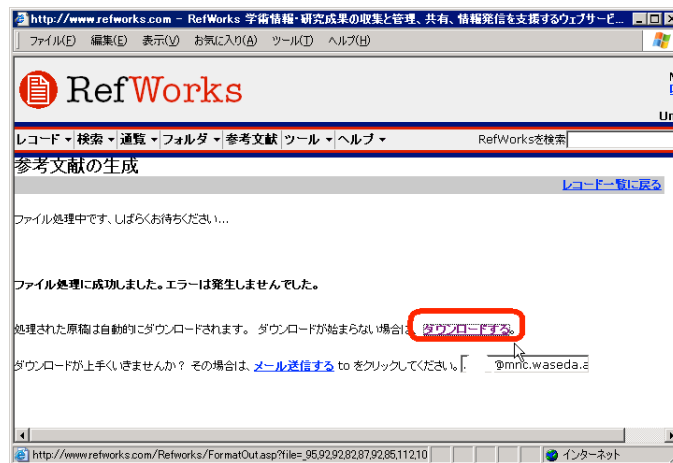 http://www.refworks.com - RefWorks 学術情報・研究成果の収集と管理、共有、情報発信を支援するウェブサービ...
ファイル(F) 編集(E) 表示(V) お気に入り(A) ツール(T) ヘルプ(H)
RefWorks
Ur
レコード 検索 通覧 フォルダ 参考文献 ツール ヘルプ RefWorksを検索
参考文献の生成
レコード一覧に戻る
ファイル処理中です、しばらくお待ちください...
ファイル処理に成功しました。エラーは発生しませんでした。
処理された原稿は自動的にダウンロードされます。 ダウンロードが始まらない場合は、ダウンロードする。
ダウンロードが上手くいきませんか？ その場合は、メール送信する to をクリックしてください。 @mnc.waseda.a
http://www.refworks.com/Refworks/FormatOut.asp?file=_95,92,92,82,87,92,85,112,10 インターネット